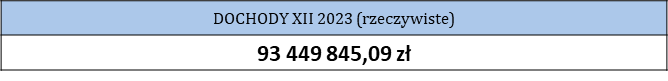 DOCHODY XII 2023 (rzeczywiste)
93 449 845,09 zł